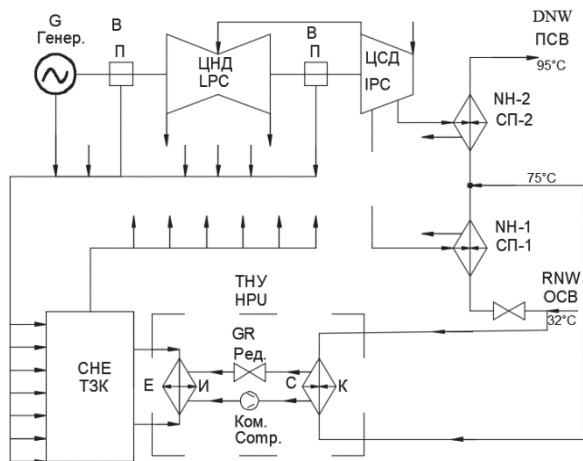 G
Генер.
В
П
ЦНД
LPC
В
П
ЦСД
IPC
DNW
ПСВ
95°C
NH-2
СП-2
75°C
NH-1
СП-1
RNW
ОСВ
32°C
ТНУ
HPU
GR
Ред.
СНЕ
ТЗК
E И
C К
Ком.
Comp.